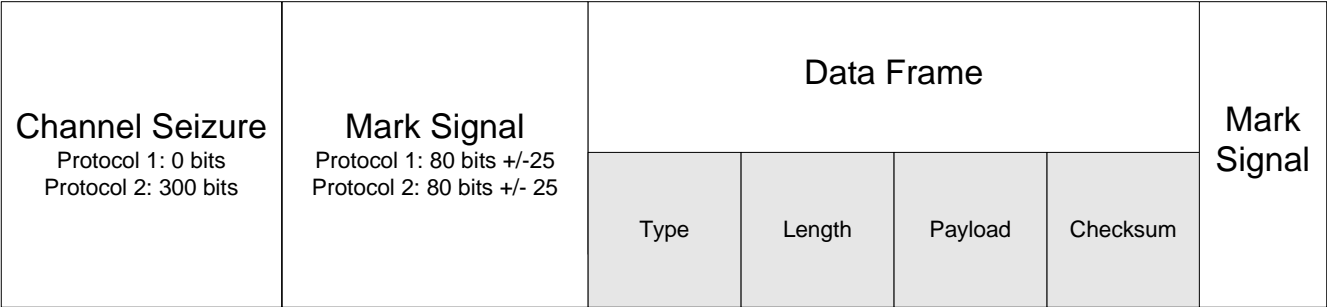 Channel Seizure
Protocol 1: 0 bits
Protocol 2: 300 bits
Mark Signal
Protocol 1: 80 bits +/-25
Protocol 2: 80 bits +/- 25
Data Frame
Type
Length
Payload
Checksum
Mark
Signal